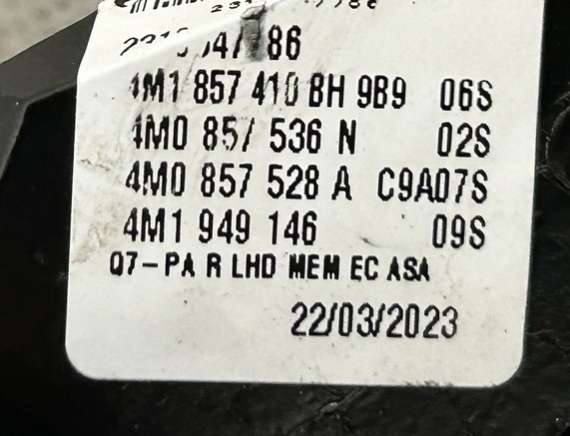 4M1 857 410 BH 9B9 06S
4M0 857 536 N 02S
4M0 857 528 A C9A07S
4M1 949 146 09S
Q7-PA R LHD MEM EC ASA
22/03/2023